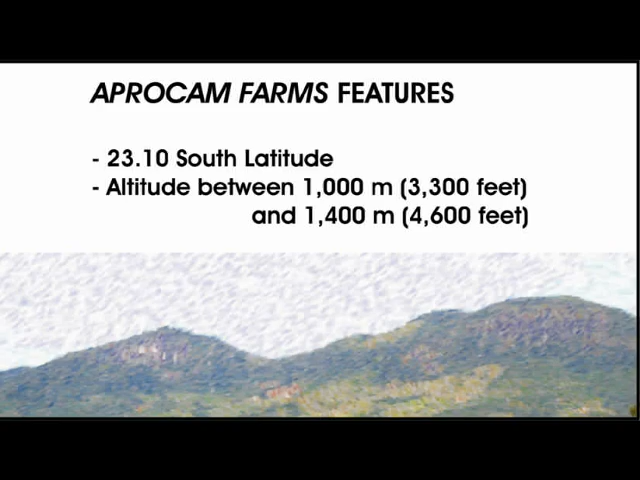 APROCAM FARMS FEATURES
- 23.10 South Latitude
- Altitude between 1,000 m (3,300 feet)
and 1,400 m (4,600 feet)